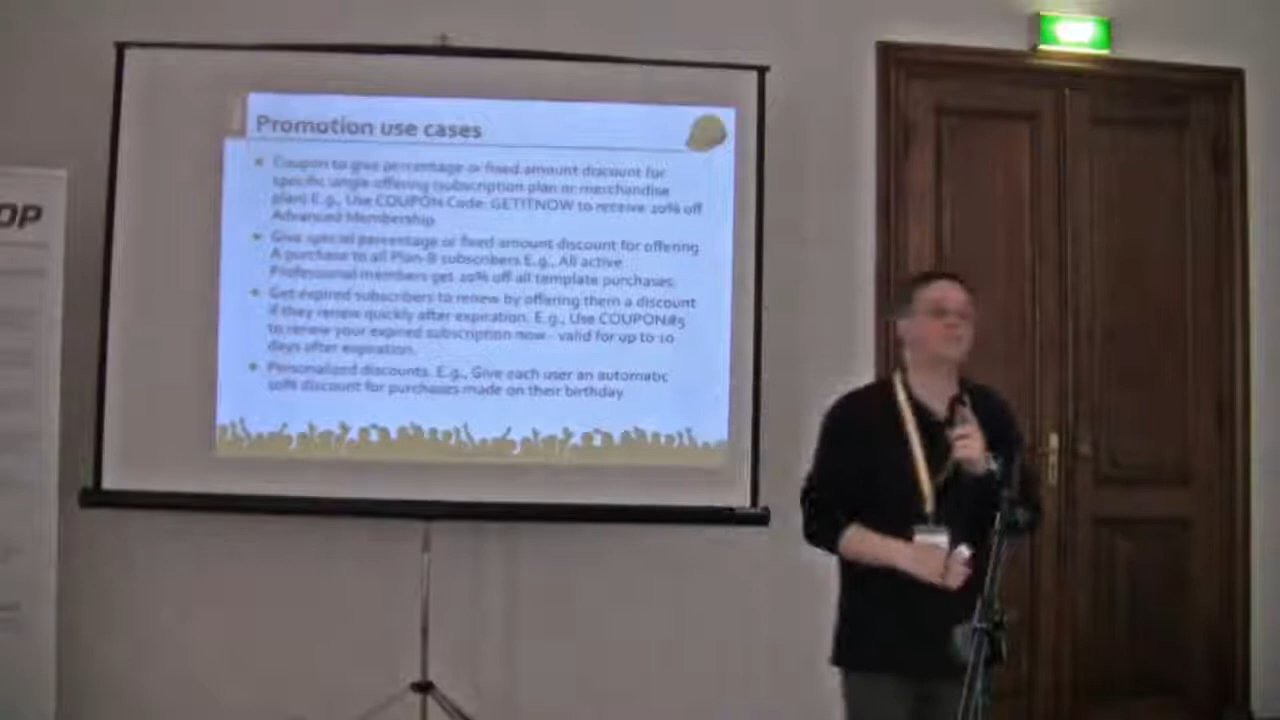 OP
Promotion use cases
Coupon to give percentage or fixed amount discount for
specific single offering (subscription plan or merchandise
plan) E.g., Use COUPON Code: GETITNOW to receive 20% off
Advanced Membership
Give special percentage or fixed amount discount for offering
A purchase to all Plan-B subscribers E.g., All active
Professional members get 20% off all template purchases.
Get expired subscribers to renew by offering them a discount
if they renew quickly after expiration. E.g., Use COUPON#5
to renew your expired subscription now - valid for up to 10
days after expiration.
Personalized discounts. E.g., Give each user an automatic
10% discount for purchases made on their birthday